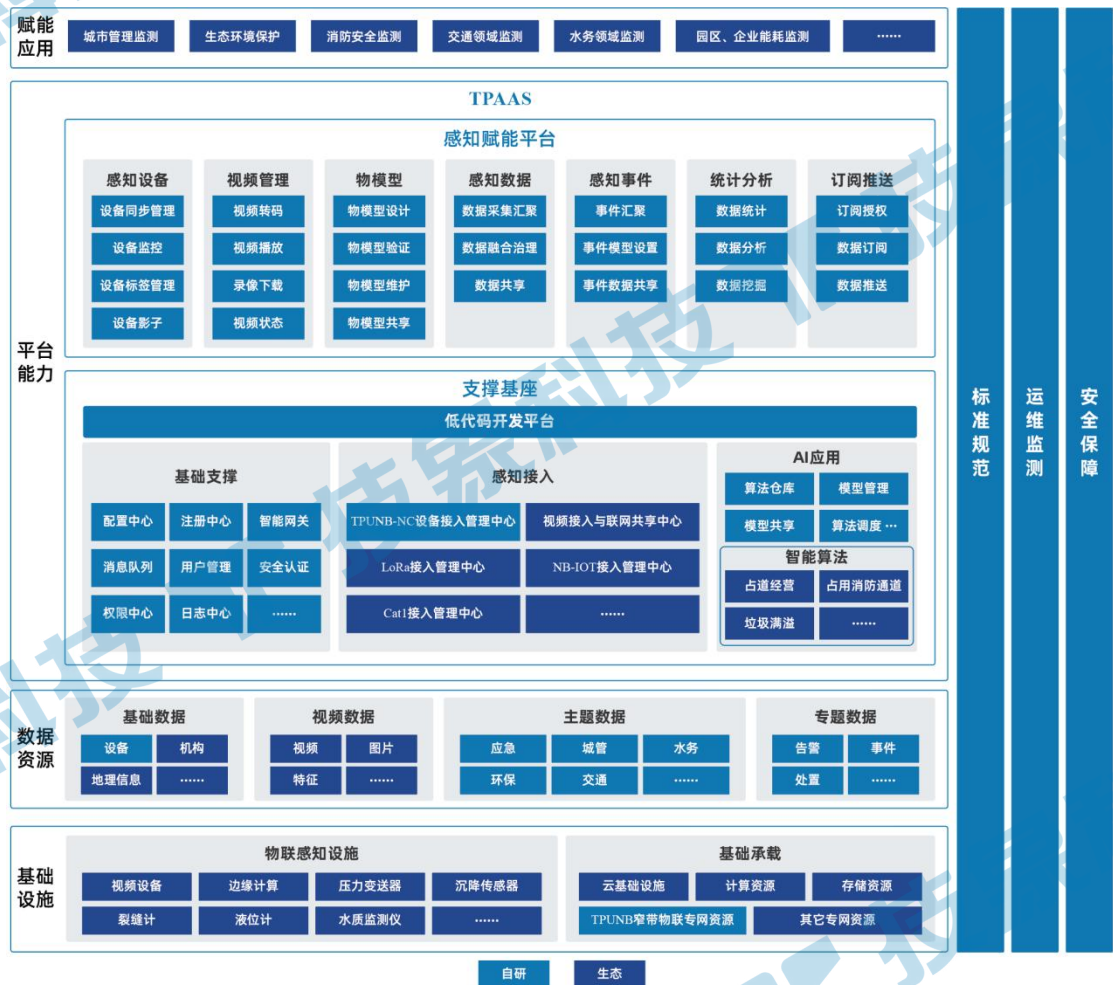 赋能
应用
城市管理监测 生态环境保护 消防安全监测 交通领域监测 水务领域监测 园区、企业能耗监测 ······
平台
能力
TPAAS
感知赋能平台
感知设备 视频管理 物模型 感知数据 感知事件 统计分析 订阅推送
设备同步管理 视频转码 物模型设计 数据采集汇聚 事件汇聚 数据统计 订阅授权
设备监控 视频播放 物模型验证 数据融合治理 事件模型设置 数据分析 数据订阅
设备标签管理 录像下载 物模型维护 数据共享 事件数据共享 数据挖掘 数据推送
设备影子 视频状态 物模型共享
支撑基座
低代码开发平台
基础支撑
配置中心 注册中心 智能网关
消息队列 用户管理 安全认证
权限中心 日志中心 ······
感知接入
TPUNB-NC设备接入管理中心 视频接入与联网共享中心
LoRa接入管理中心 NB-IOT接入管理中心
Cat1接入管理中心 ······
AI应用
算法仓库 模型管理
模型共享 算法调度 ···
智能算法
占道经营 占用消防通道
垃圾满溢 ······
数据
资源
基础数据 视频数据 主题数据 专题数据
设备 机构 视频 图片 应急 城管 水务 告警 事件
地理信息 ······ 特征 ······ 环保 交通 ······ 处置 ······
基础
设施
物联感知设施 基础承载
视频设备 边缘计算 压力变送器 沉降传感器 云基础设施 计算资源 存储资源
裂缝计 液位计 水质监测仪 ······ TPUNB窄带物联专网资源 其它专网资源
标准规范
运维监测
安全保障
自研 生态
技象科技